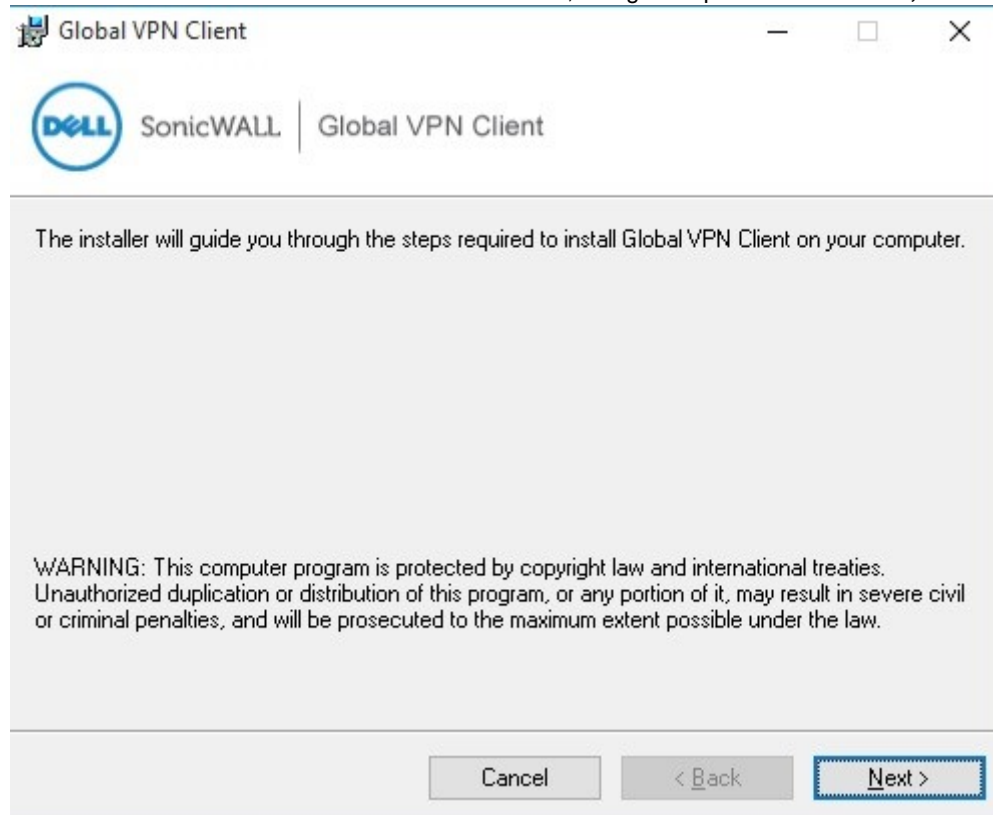 Global VPN Client
DELL SonicWALL Global VPN Client
The installer will guide you through the steps required to install Global VPN Client on your computer.
WARNING: This computer program is protected by copyright law and international treaties.
Unauthorized duplication or distribution of this program, or any portion of it, may result in severe civil
or criminal penalties, and will be prosecuted to the maximum extent possible under the law.
Cancel < Back Next >